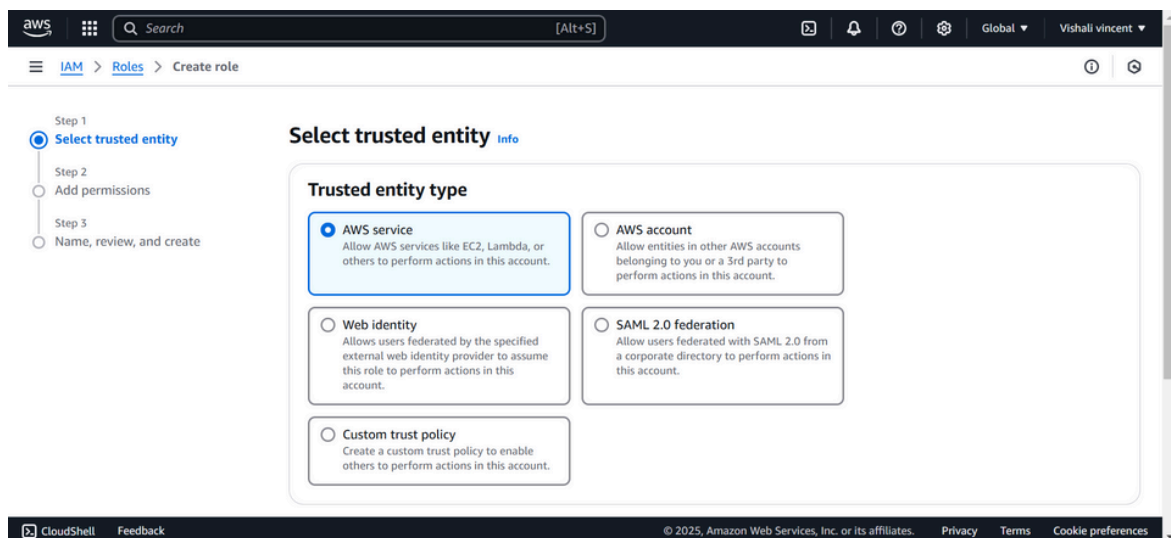 aws
Search [Alt+S]
Global Vishali vincent
IAM > Roles > Create role
Step 1
Select trusted entity
Step 2
Add permissions
Step 3
Name, review, and create
Select trusted entity Info
Trusted entity type
AWS service
Allow AWS services like EC2, Lambda, or
others to perform actions in this account.
AWS account
Allow entities in other AWS accounts
belonging to you or a 3rd party to
perform actions in this account.
Web identity
Allows users federated by the specified
external web identity provider to assume
this role to perform actions in this
account.
SAML 2.0 federation
Allow users federated with SAML 2.0 from
a corporate directory to perform actions in
this account.
Custom trust policy
Create a custom trust policy to enable
others to perform actions in this account.
CloudShell Feedback © 2025, Amazon Web Services, Inc. or its affiliates. Privacy Terms Cookie preferences